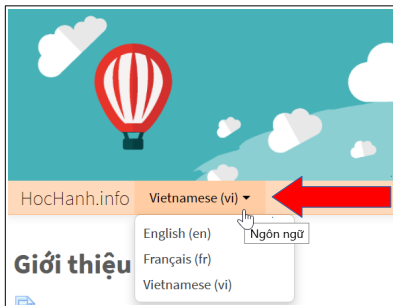 HocHanh.info Vietnamese (vi)
English (en)
Ngôn ngữ
Français (fr)
Vietnamese (vi)
Giới thiệu